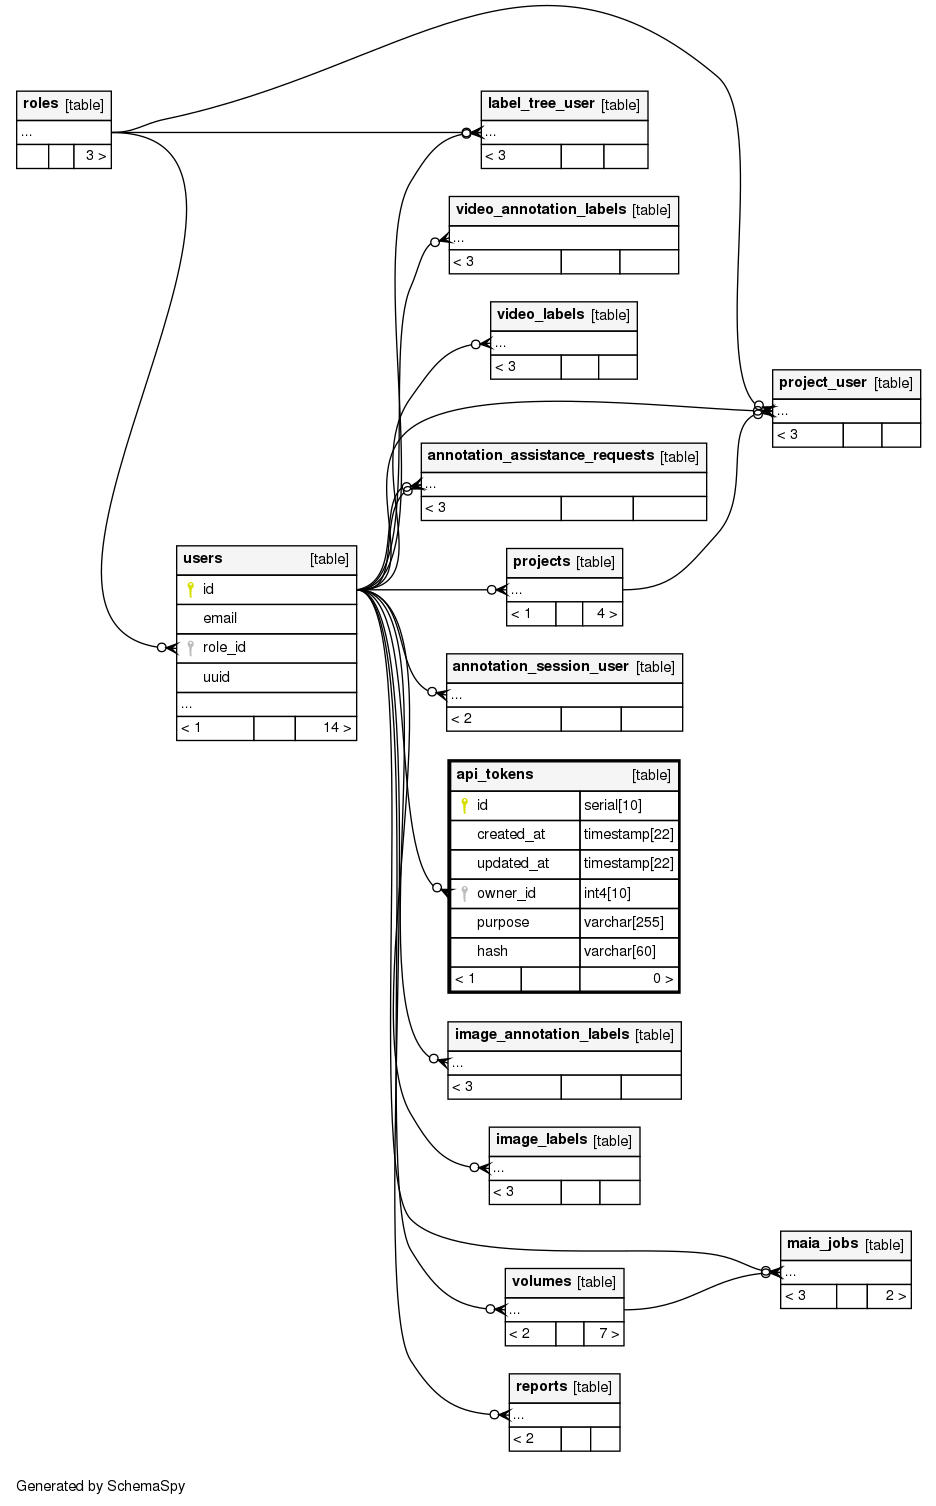 roles [table]
...
3 >
label_tree_user [table]
...
< 3
video_annotation_labels [table]
...
< 3
video_labels [table]
...
< 3
project_user [table]
...
< 3
annotation_assistance_requests [table]
...
< 3
users [table]
id
email
role_id
uuid
...
< 1 14 >
projects [table]
...
< 1 4 >
annotation_session_user [table]
...
< 2
api_tokens [table]
id serial[10]
created_at timestamp[22]
updated_at timestamp[22]
owner_id int4[10]
purpose varchar[255]
hash varchar[60]
< 1 0 >
image_annotation_labels [table]
...
< 3
image_labels [table]
...
< 3
maia_jobs [table]
...
< 3 2 >
volumes [table]
...
< 2 7 >
reports [table]
...
< 2
Generated by SchemaSpy